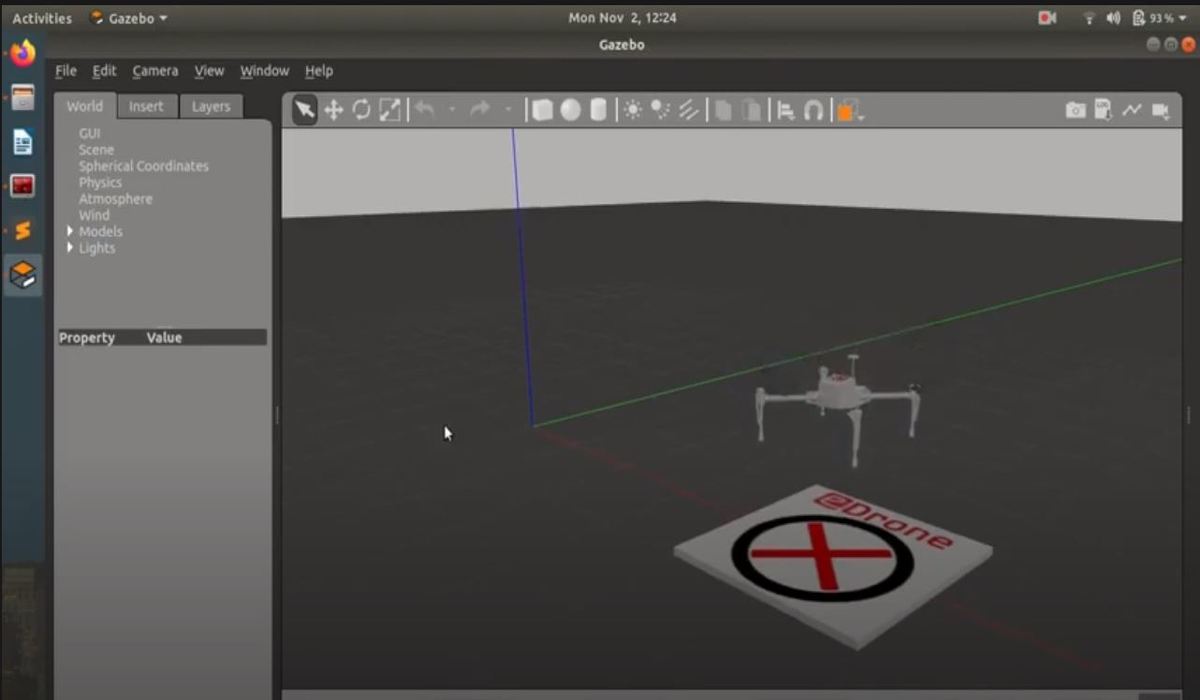 Activities Gazebo Mon Nov 2, 12:24 93 %
Gazebo
File Edit Camera View Window Help
World Insert Layers
GUI
Scene
Spherical Coordinates
Physics
Atmosphere
Wind
Models
Lights
Property Value
eDrone